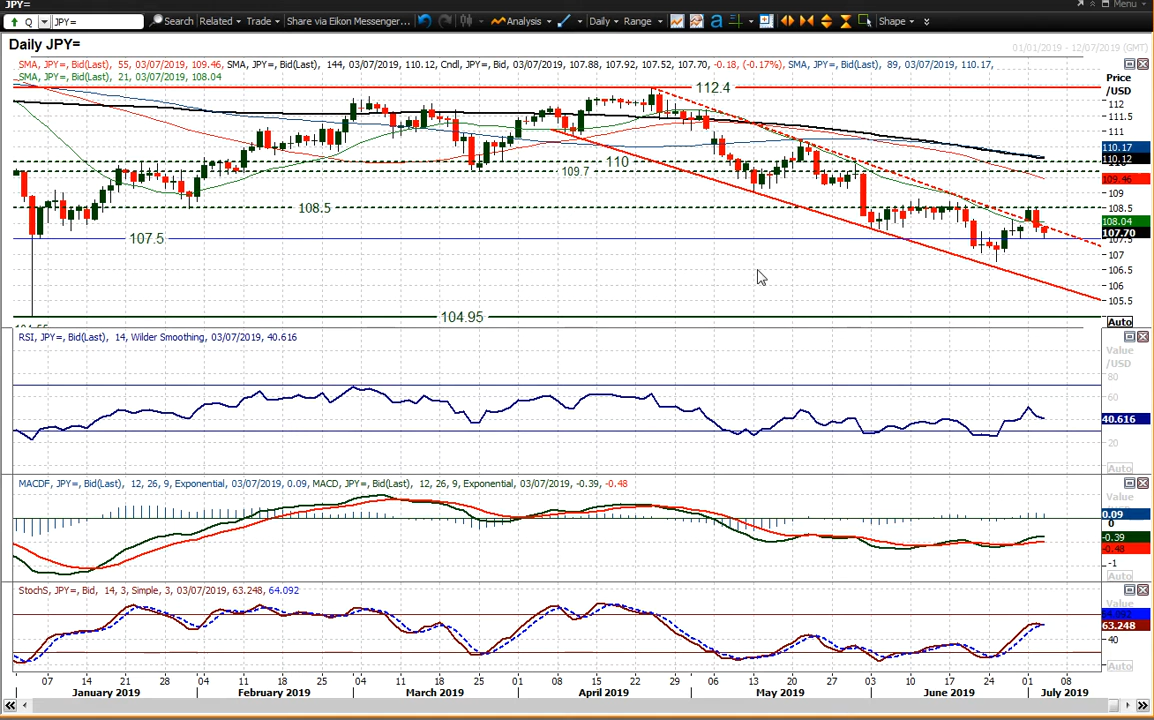 JPY=
Menu
Q JPY= Search Related Trade Share via Eikon Messenger... Analysis Daily Range a Shape
Daily JPY=
01/01/2019 - 12/07/2019 (GMT)
SMA, JPY=, Bid(Last), 55, 03/07/2019, 109.46, SMA, JPY=, Bid(Last), 144, 03/07/2019, 110.12, Cndl, JPY=, Bid, 03/07/2019, 107.88, 107.92, 107.52, 107.70, -0.18, (-0.17%), SMA, JPY=, Bid(Last), 89, 03/07/2019, 110.17,
SMA, JPY=, Bid(Last), 21, 03/07/2019, 108.04
Price
/USD
112.4
112
111.5
111
110.17
110.12
110
109.7
109.46
109
108.5
108.5
108.04
107.70
107.5
107.5
107
106.5
106
105.5
104.95
Auto
RSI, JPY=, Bid(Last), 14, Wilder Smoothing, 03/07/2019, 40.616
Value
/USD
80
60
40.616
20
Auto
MACDF, JPY=, Bid(Last), 12, 26, 9, Exponential, 03/07/2019, 0.09, MACD, JPY=, Bid(Last), 12, 26, 9, Exponential, 03/07/2019, -0.39, -0.48
Value
/USD
0.09
0
-0.39
-0.48
-1
Auto
StochS, JPY=, Bid, 14, 3, Simple, 3, 03/07/2019, 63.248, 64.092
Value
64.092
63.248
40
Auto
07 14 21 28 04 11 18 25 04 11 18 25 01 08 15 22 29 06 13 20 27 03 10 17 24 01 08
January 2019 February 2019 March 2019 April 2019 May 2019 June 2019 July 2019